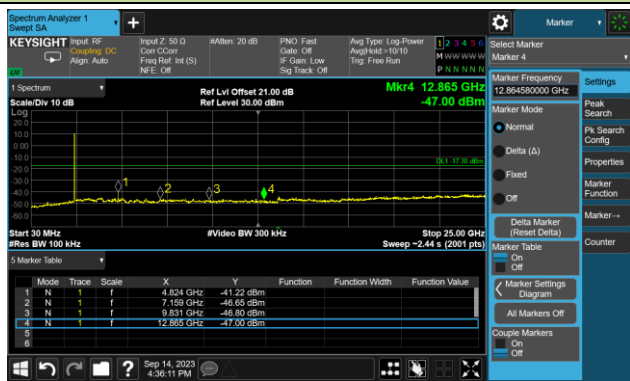 Spectrum Analyzer 1
Swept SA
Marker
KEYSIGHT
Input: RF
Coupling: DC
Align: Auto
Input Z: 50 Ω
Corr CCorr
Freq Ref: Int (S)
NFE: Off
#Atten: 20 dB
PNO: Fast
Gate: Off
IF Gain: Low
Sig Track: Off
Avg Type: Log-Power
Avg|Hold:>10/10
Trig: Free Run
1 2 3 4 5 6
M W W W W W
P N N N N N
Select Marker
Marker 4
1 Spectrum
Scale/Div 10 dB
Log
Ref Lvl Offset 21.00 dB
Ref Level 30.00 dBm
Mkr4 12.865 GHz
-47.00 dBm
20.0
10.0
0.00
-10.0
-20.0
-30.0
-40.0
-50.0
-60.0
DL1 -17.30 dBm
1
2
3
4
Start 30 MHz
#Res BW 100 kHz
#Video BW 300 kHz
Stop 25.00 GHz
Sweep ~2.44 s (2001 pts)
5 Marker Table
Mode Trace Scale X Y Function Function Width Function Value
1 N 1 f 4.824 GHz -41.22 dBm
2 N 1 f 7.159 GHz -46.65 dBm
3 N 1 f 9.831 GHz -46.80 dBm
4 N 1 f 12.865 GHz -47.00 dBm
5
6
Sep 14, 2023
4:36:11 PM
Marker Frequency
12.864580000 GHz
Marker Mode
Normal
Delta (Δ)
Fixed
Off
Delta Marker
(Reset Delta)
Marker Table
On
Off
Marker Settings
Diagram
All Markers Off
Couple Markers
On
Off
Settings
Peak
Search
Pk Search
Config
Properties
Marker
Function
Marker→
Counter